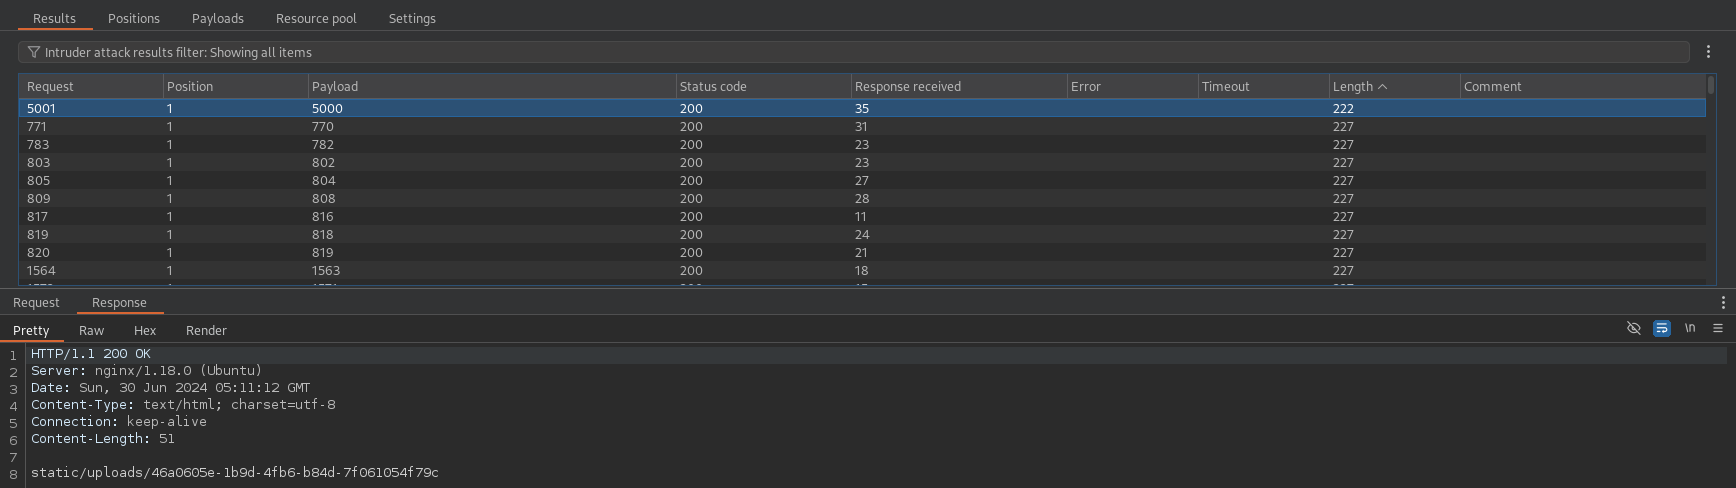 Results Positions Payloads Resource pool Settings
Intruder attack results filter: Showing all items
Request Position Payload Status code Response received Error Timeout Length Comment
5001 1 5000 200 35 222
771 1 770 200 31 227
783 1 782 200 23 227
803 1 802 200 23 227
805 1 804 200 27 227
809 1 808 200 28 227
817 1 816 200 11 227
819 1 818 200 24 227
820 1 819 200 21 227
1564 1 1563 200 18 227
Request Response
Pretty Raw Hex Render \n
1 HTTP/1.1 200 OK
2 Server: nginx/1.18.0 (Ubuntu)
3 Date: Sun, 30 Jun 2024 05:11:12 GMT
4 Content-Type: text/html; charset=utf-8
5 Connection: keep-alive
6 Content-Length: 51
7
8 static/uploads/46a0605e-1b9d-4fb6-b84d-7f061054f79c